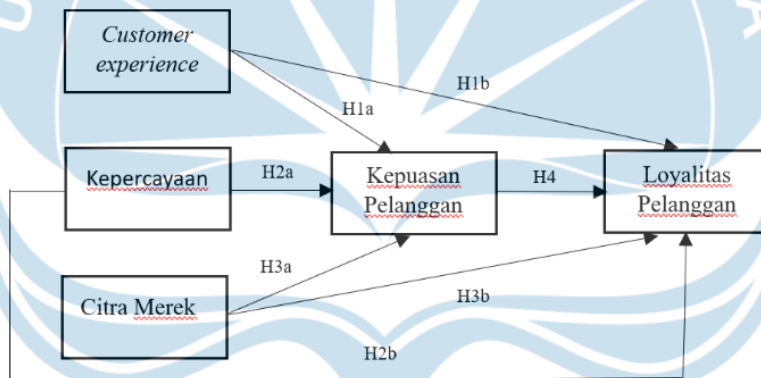 Customer
experience
H1b
H1a
Kepercayaan
H2a
Kepuasan
Pelanggan
H4
Loyalitas
Pelanggan
H3a
Citra Merek
H3b
H2b